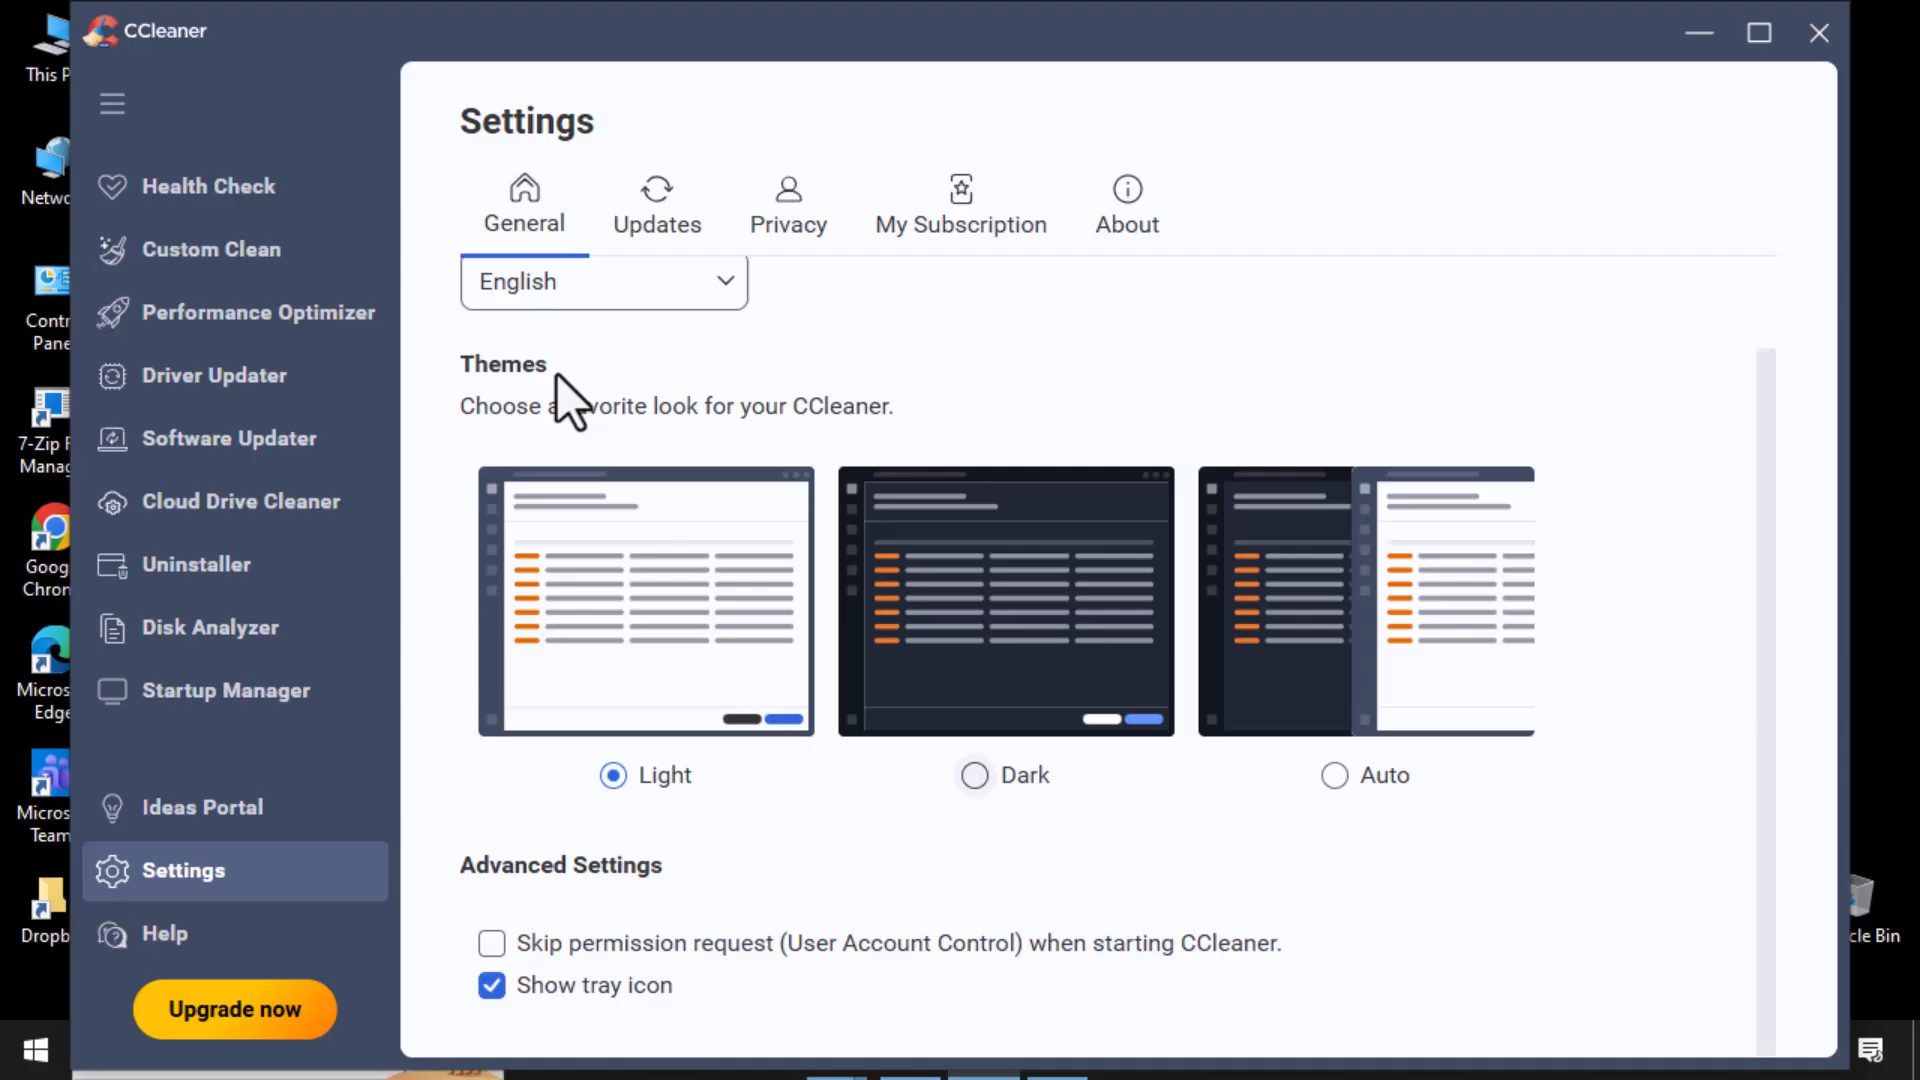 CCleaner
This P
Netwo
Contr
Pane
7-Zip F
Manag
Goog
Chron
Micros
Edge
Micros
Team
Dropb
Health Check
Custom Clean
Performance Optimizer
Driver Updater
Software Updater
Cloud Drive Cleaner
Uninstaller
Disk Analyzer
Startup Manager
Ideas Portal
Settings
Help
Upgrade now
Settings
General
Updates
Privacy
My Subscription
About
English
Themes
Choose a vorite look for your CCleaner.
Light
Dark
Auto
Advanced Settings
Skip permission request (User Account Control) when starting CCleaner.
Show tray icon
cle Bin